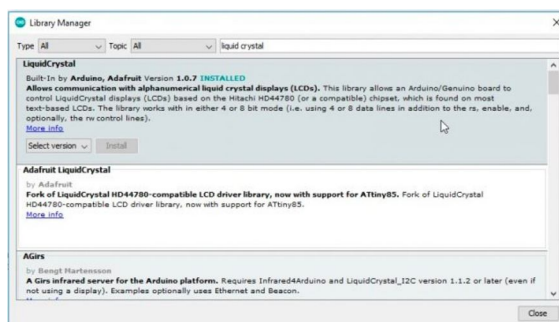 Library Manager
Type All Topic All liquid crystal
LiquidCrystal
Built-In by Arduino, Adafruit Version 1.0.7 INSTALLED
Allows communication with alphanumerical liquid crystal displays (LCDs). This library allows an Arduino/Genuino board to
control LiquidCrystal displays (LCDs) based on the Hitachi HD44780 (or a compatible) chipset, which is found on most
text-based LCDs. The library works with in either 4 or 8 bit mode (i.e. using 4 or 8 data lines in addition to the rs, enable, and,
optionally, the rw control lines).
More info
Select version Install
Adafruit LiquidCrystal
by Adafruit
Fork of LiquidCrystal HD44780-compatible LCD driver library, now with support for ATtiny85. Fork of LiquidCrystal
HD44780-compatible LCD driver library, now with support for ATtiny85.
More info
AGirs
by Bengt Martensson
A Girs infrared server for the Arduino platform. Requires Infrared4Arduino and LiquidCrystal_I2C version 1.1.2 or later (even if
not using a display). Examples optionally uses Ethernet and Beacon.
Close